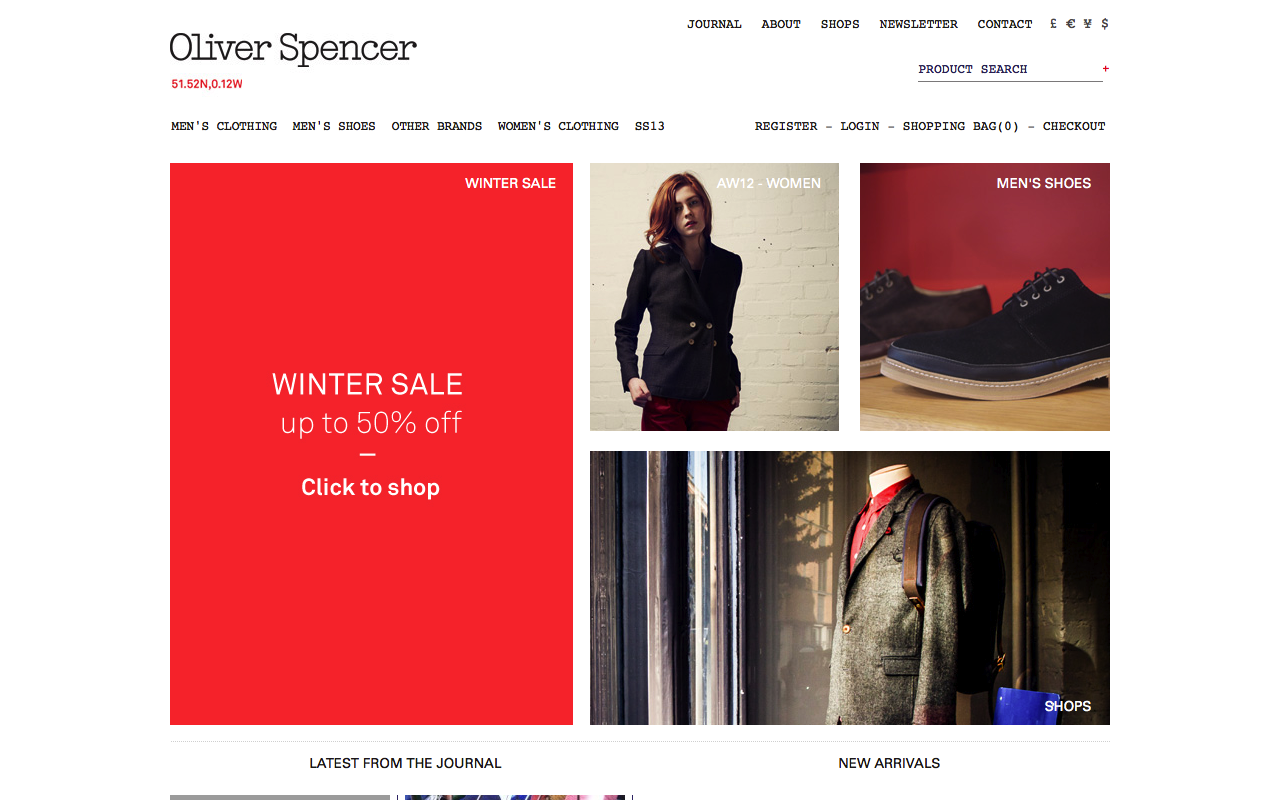 JOURNAL ABOUT SHOPS NEWSLETTER CONTACT £ € ¥ $
Oliver Spencer
51.52N,0.12W
PRODUCT SEARCH +
MEN'S CLOTHING MEN'S SHOES OTHER BRANDS WOMEN'S CLOTHING SS13
REGISTER – LOGIN – SHOPPING BAG(0) – CHECKOUT
WINTER SALE
WINTER SALE
up to 50% off
—
Click to shop
AW12 - WOMEN
MEN'S SHOES
SHOPS
LATEST FROM THE JOURNAL
NEW ARRIVALS